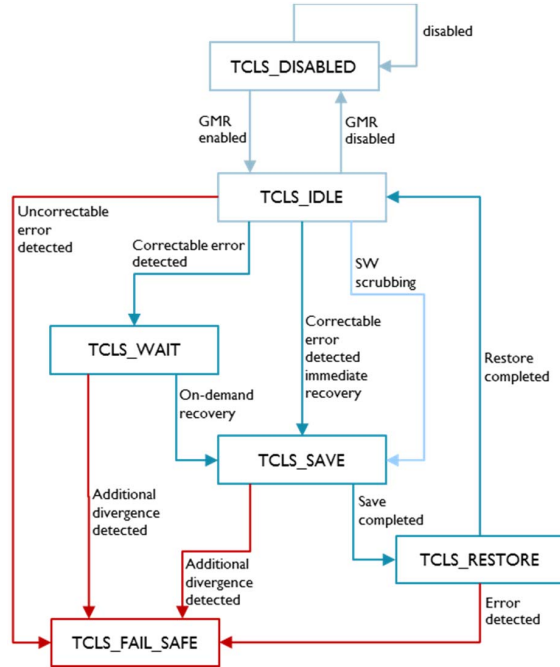 disabled
TCLS_DISABLED
GMR
enabled
GMR
disabled
TCLS_IDLE
Uncorrectable
error
detected
Correctable error
detected
SW
scrubbing
TCLS_WAIT
Correctable
error
detected
immediate
recovery
Restore
completed
On-demand
recovery
TCLS_SAVE
Additional
divergence
detected
Save
completed
TCLS_RESTORE
Additional
divergence
detected
Error
detected
TCLS_FAIL_SAFE